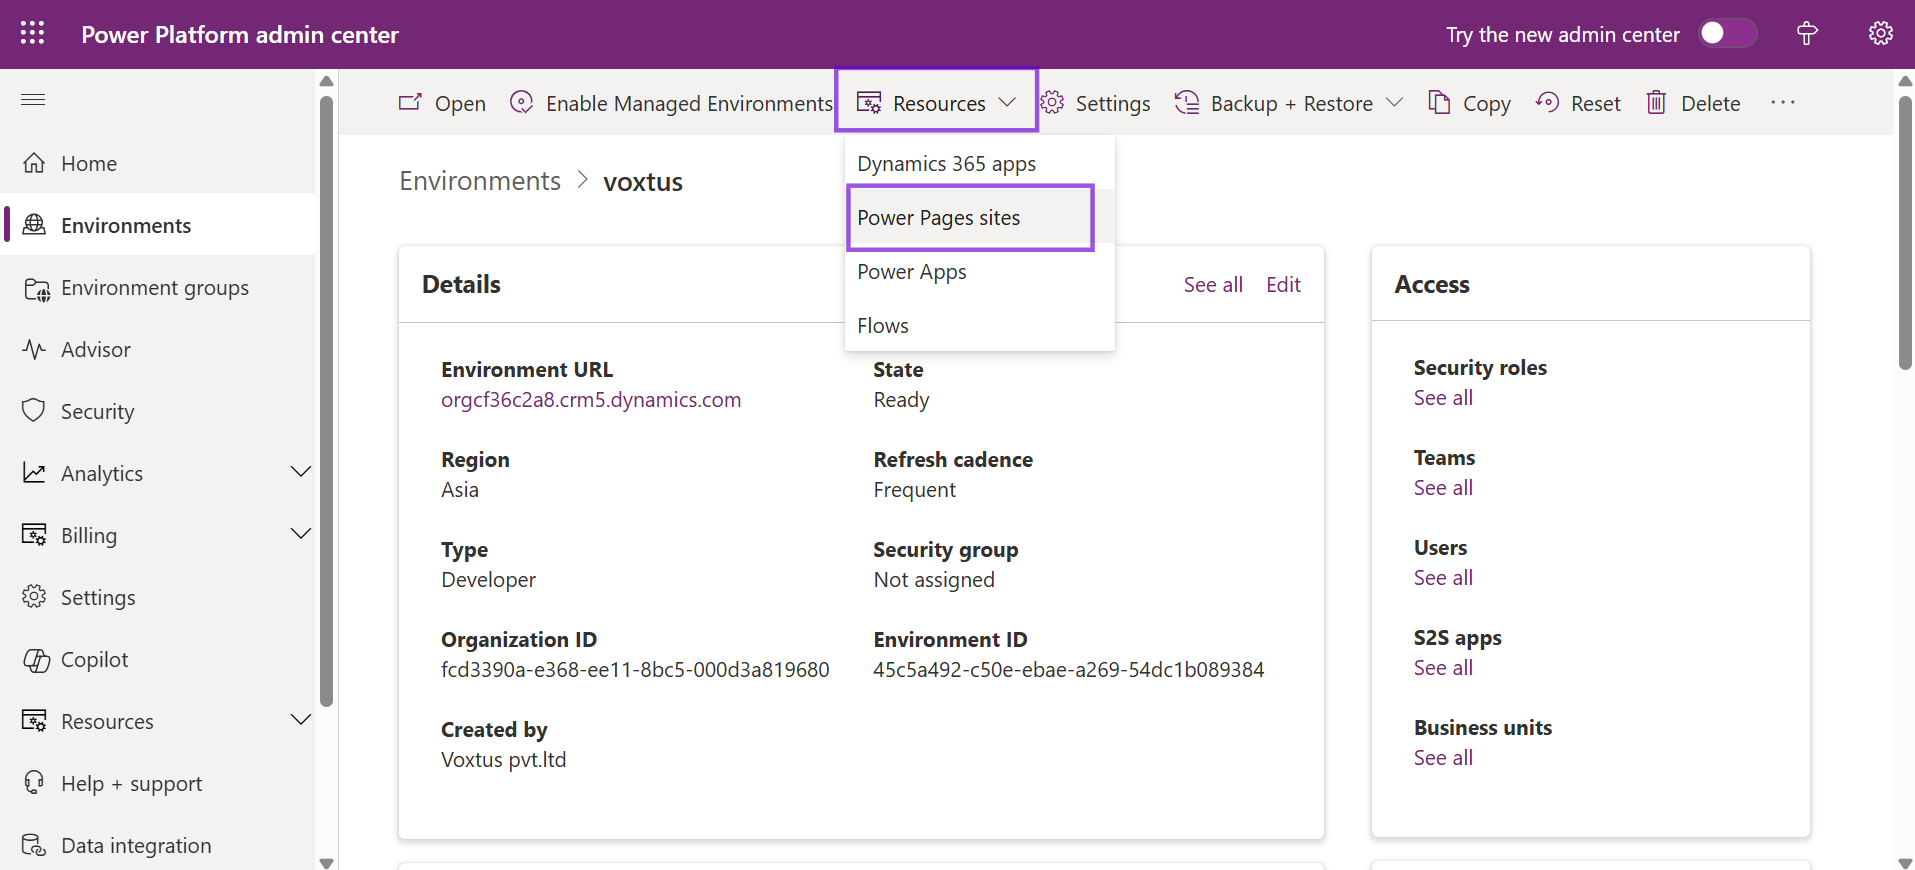 Power Platform admin center
Try the new admin center
Open
Enable Managed Environments
Resources
Settings
Backup + Restore
Copy
Reset
Delete
Home
Environments
Environment groups
Advisor
Security
Analytics
Billing
Settings
Copilot
Resources
Help + support
Data integration
Environments > voxtus
Dynamics 365 apps
Power Pages sites
Power Apps
Flows
Details
See all
Edit
Environment URL
orgcf36c2a8.crm5.dynamics.com
State
Ready
Region
Asia
Refresh cadence
Frequent
Type
Developer
Security group
Not assigned
Organization ID
fcd3390a-e368-ee11-8bc5-000d3a819680
Environment ID
45c5a492-c50e-ebae-a269-54dc1b089384
Created by
Voxtus pvt.ltd
Access
Security roles
See all
Teams
See all
Users
See all
S2S apps
See all
Business units
See all